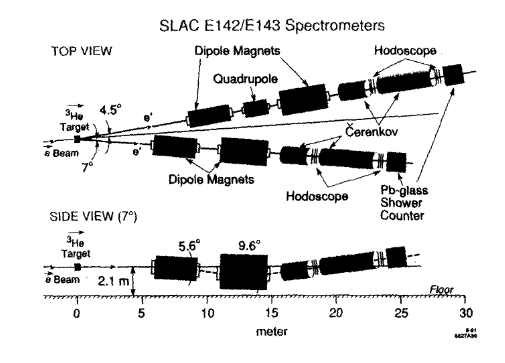 SLAC E142/E143 Spectrometers
TOP VIEW
Dipole Magnets
Hodoscope
Quadrupole
4.5°
³He
Target
e'
e Beam
7°
e'
Čerenkov
Dipole Magnets
Hodoscope
Pb-glass
Shower
Counter
SIDE VIEW (7°)
³He
Target
5.6°
9.6°
e Beam
2.1 m
Floor
0 5 10 15 20 25 30
meter